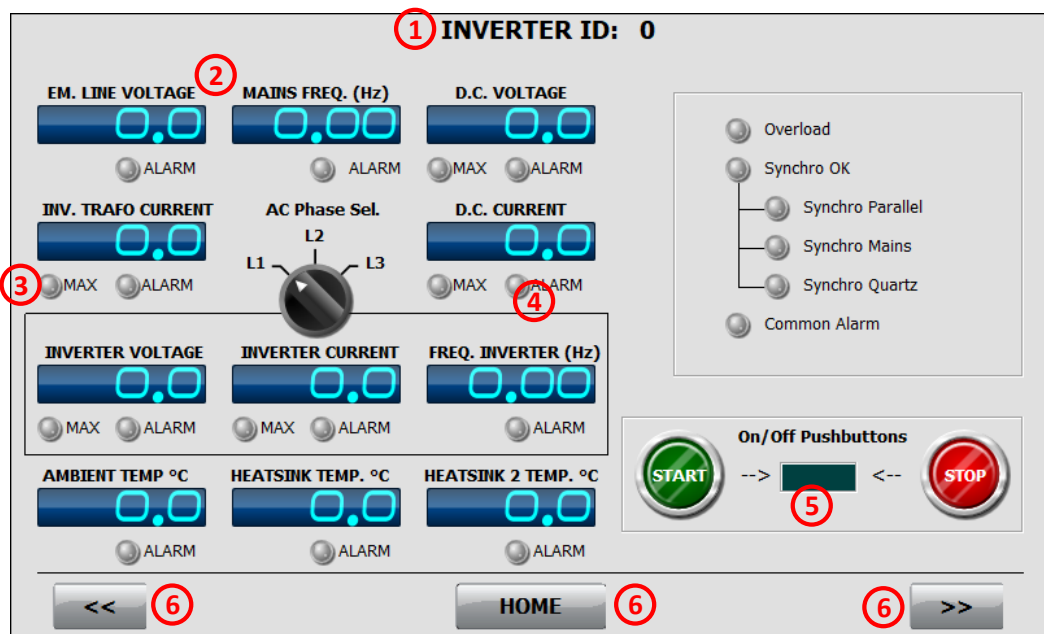 1 INVERTER ID: 0
2
EM. LINE VOLTAGE MAINS FREQ. (Hz) D.C. VOLTAGE
0.0 0.00 0.0
ALARM ALARM MAX ALARM
INV. TRAFO CURRENT AC Phase Sel. D.C. CURRENT
0.0 L2 0.0
L1 L3
3 MAX ALARM MAX ALARM
4
INVERTER VOLTAGE INVERTER CURRENT FREQ. INVERTER (Hz)
0.0 0.0 0.00
MAX ALARM MAX ALARM ALARM
AMBIENT TEMP °C HEATSINK TEMP. °C HEATSINK 2 TEMP. °C
0.0 0.0 0.0
ALARM ALARM ALARM
Overload
Synchro OK
Synchro Parallel
Synchro Mains
Synchro Quartz
Common Alarm
On/Off Pushbuttons
START --> <-- STOP
5
<< 6 HOME 6 6 >>